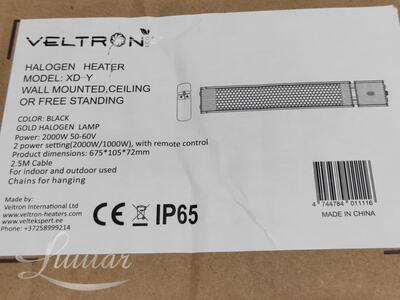 VELTRON
ECO
HALOGEN HEATER
MODEL: XD-Y
WALL MOUNTED,CEILING
OR FREE STANDING
COLOR: BLACK
GOLD HALOGEN LAMP
Power: 2000W 50-60V
2 power setting(2000W/1000W), with remote control
Product dimensions: 675*105*72mm
2.5M Cable
For indoor and outdoor used
Chains for hanging
Made by:
Veltron International Ltd
www.veltron-heaters.com
www.veltekspert.ee
Phone: +37258999214
CE IP65
4 744784 011116
MADE IN CHINA
Luutar